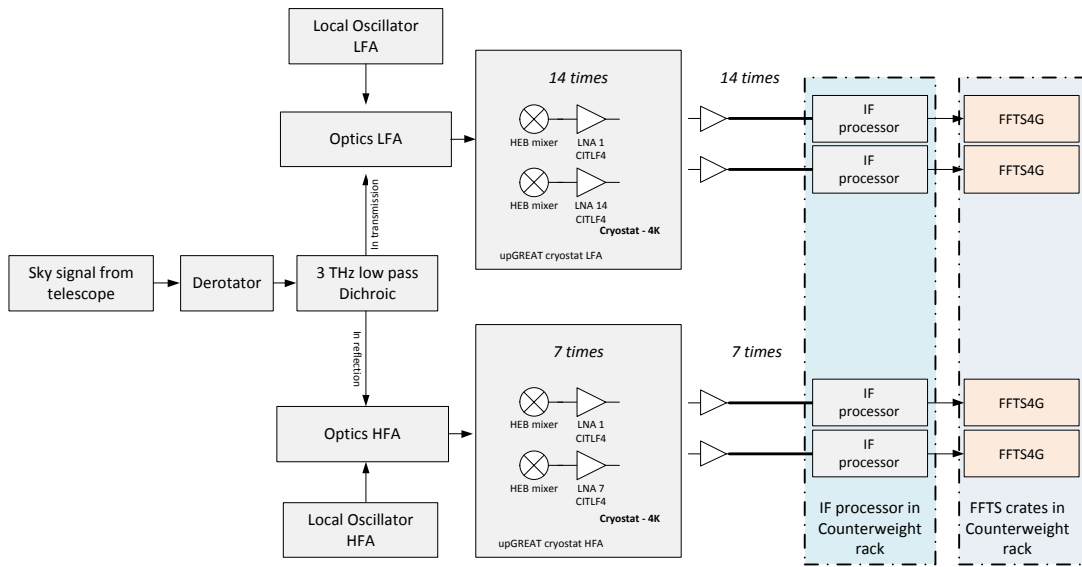 Local Oscillator
LFA
Optics LFA
In transmission
Sky signal from
telescope
Derotator
3 THz low pass
Dichroic
In reflection
Optics HFA
Local Oscillator
HFA
14 times
HEB mixer
LNA 1
CITLF4
HEB mixer
LNA 14
CITLF4
Cryostat - 4K
upGREAT cryostat LFA
7 times
HEB mixer
LNA 1
CITLF4
HEB mixer
LNA 7
CITLF4
Cryostat - 4K
upGREAT cryostat HFA
14 times
7 times
IF
processor
IF
processor
IF
processor
IF
processor
IF processor in
Counterweight
rack
FFTS4G
FFTS4G
FFTS4G
FFTS4G
FFTS crates in
Counterweight
rack